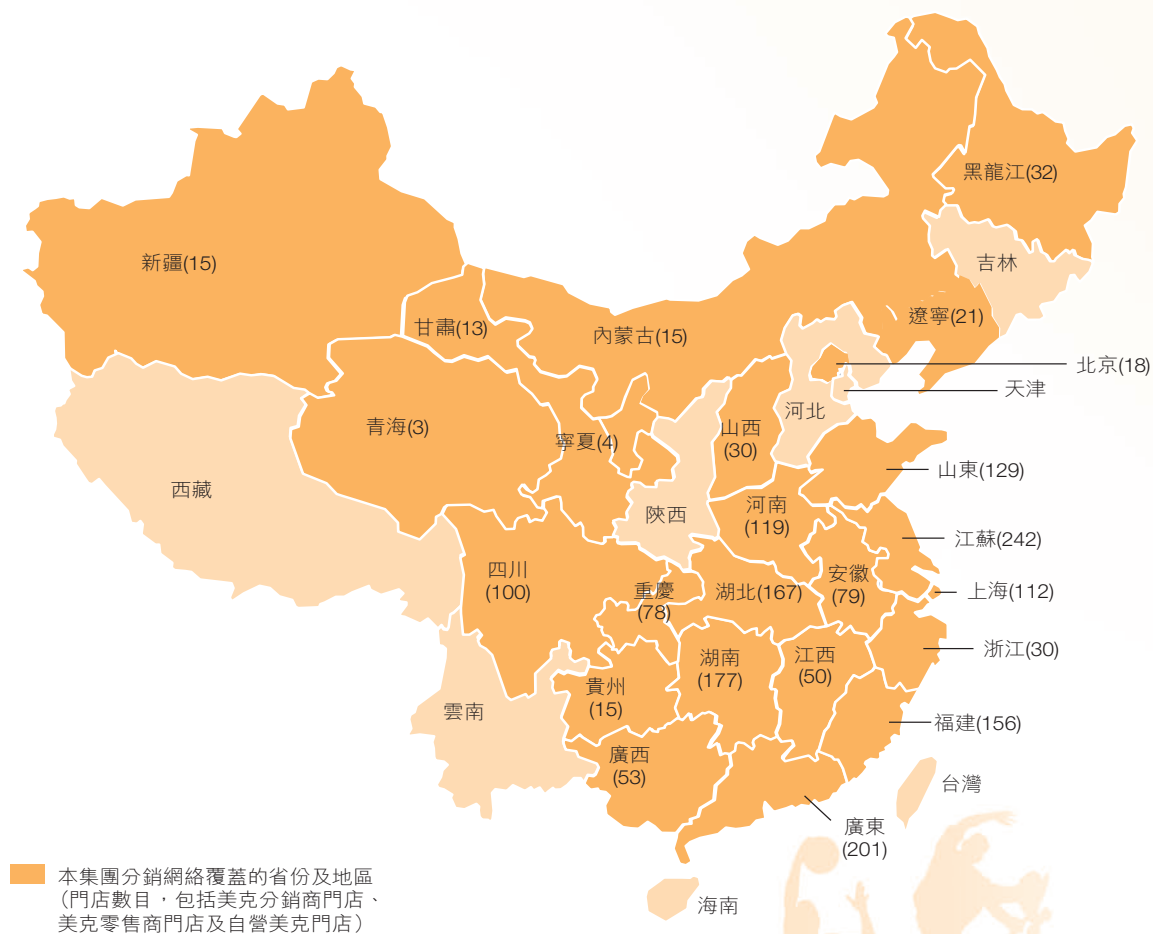 黑龍江(32)
新疆(15)
吉林
甘肅(13)
內蒙古(15)
遼寧(21)
北京(18)
天津
河北
青海(3)
寧夏(4)
山西
(30)
山東(129)
西藏
陝西
河南
(119)
江蘇(242)
四川
(100)
重慶
(78)
湖北(167)
安徽
(79)
上海(112)
浙江(30)
湖南
(177)
江西
(50)
貴州
(15)
雲南
福建(156)
廣西
(53)
台灣
廣東
(201)
海南
本集團分銷網絡覆蓋的省份及地區
(門店數目，包括美克分銷商門店、
美克零售商門店及自營美克門店)